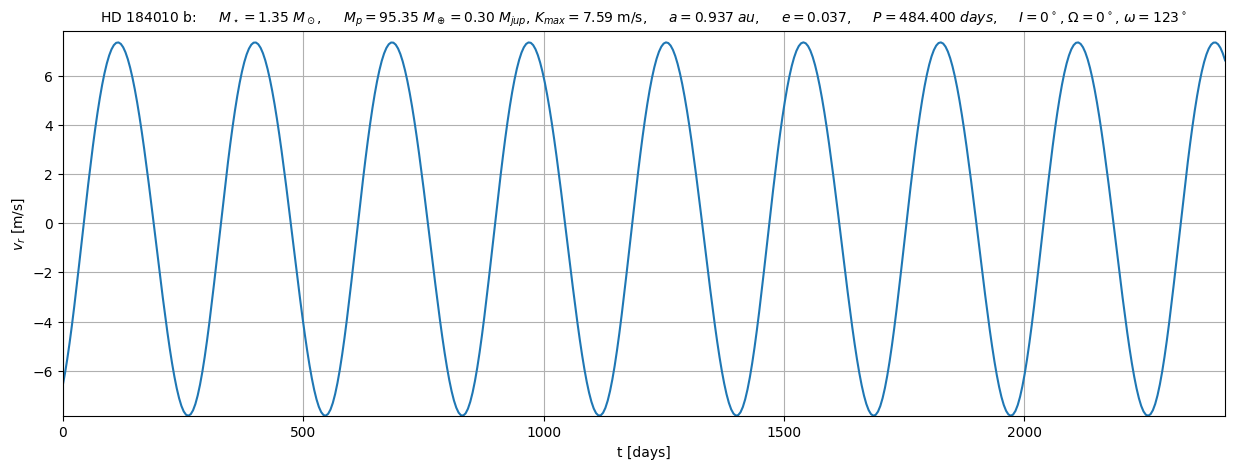 HD 184010 b: M⋆ = 1.35 M⊙, Mp = 95.35 M⊕ = 0.30 Mjup, Kmax = 7.59 m/s, a = 0.937 au, e = 0.037, P = 484.400 days, I = 0°, Ω = 0°, ω = 123°
6
4
2
0
−2
−4
−6
vr [m/s]
0 500 1000 1500 2000
t [days]